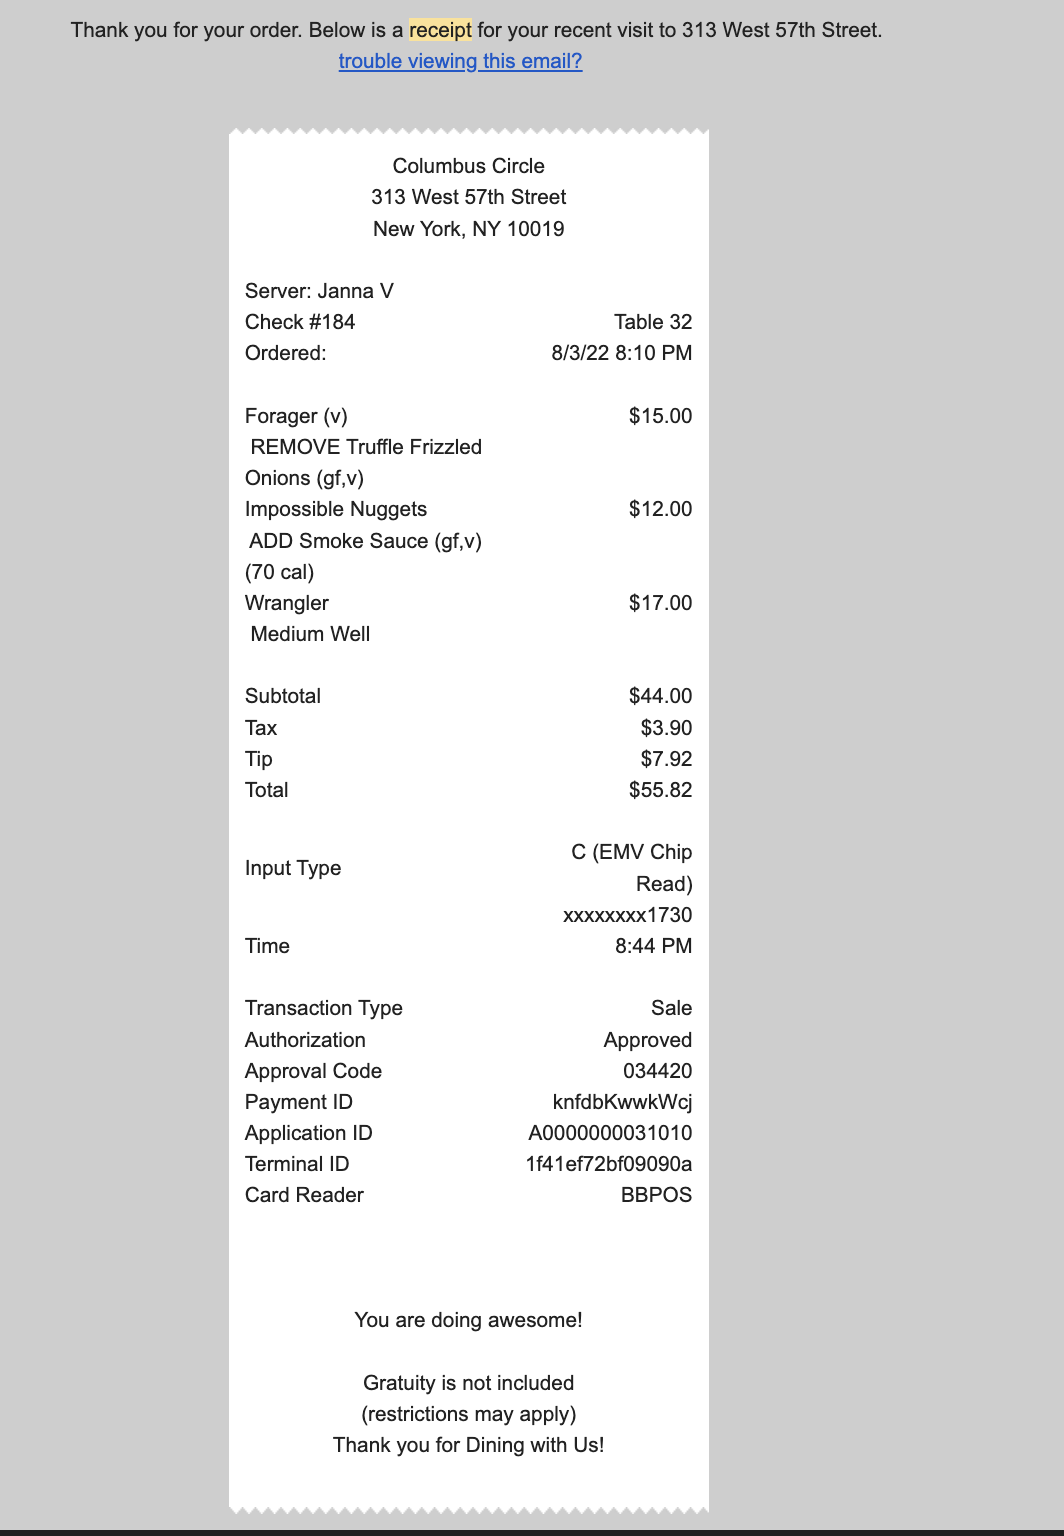 Thank you for your order. Below is a receipt for your recent visit to 313 West 57th Street.
trouble viewing this email?
Columbus Circle
313 West 57th Street
New York, NY 10019
Server: Janna V
Check #184 Table 32
Ordered: 8/3/22 8:10 PM
Forager (v) $15.00
REMOVE Truffle Frizzled
Onions (gf,v)
Impossible Nuggets $12.00
ADD Smoke Sauce (gf,v)
(70 cal)
Wrangler $17.00
Medium Well
Subtotal $44.00
Tax $3.90
Tip $7.92
Total $55.82
Input Type C (EMV Chip
Read)
xxxxxxxx1730
Time 8:44 PM
Transaction Type Sale
Authorization Approved
Approval Code 034420
Payment ID knfdbKwwkWcj
Application ID A0000000031010
Terminal ID 1f41ef72bf09090a
Card Reader BBPOS
You are doing awesome!
Gratuity is not included
(restrictions may apply)
Thank you for Dining with Us!